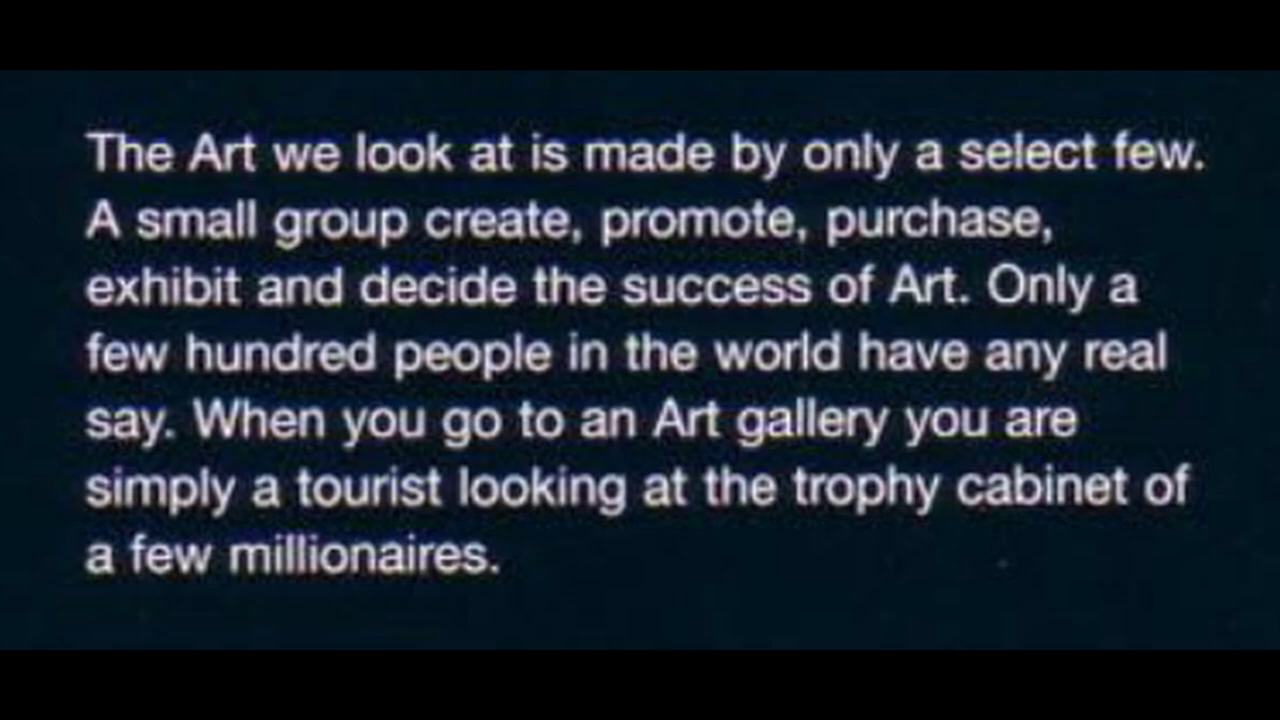 The Art we look at is made by only a select few.
A small group create, promote, purchase,
exhibit and decide the success of Art. Only a
few hundred people in the world have any real
say. When you go to an Art gallery you are
simply a tourist looking at the trophy cabinet of
a few millionaires.